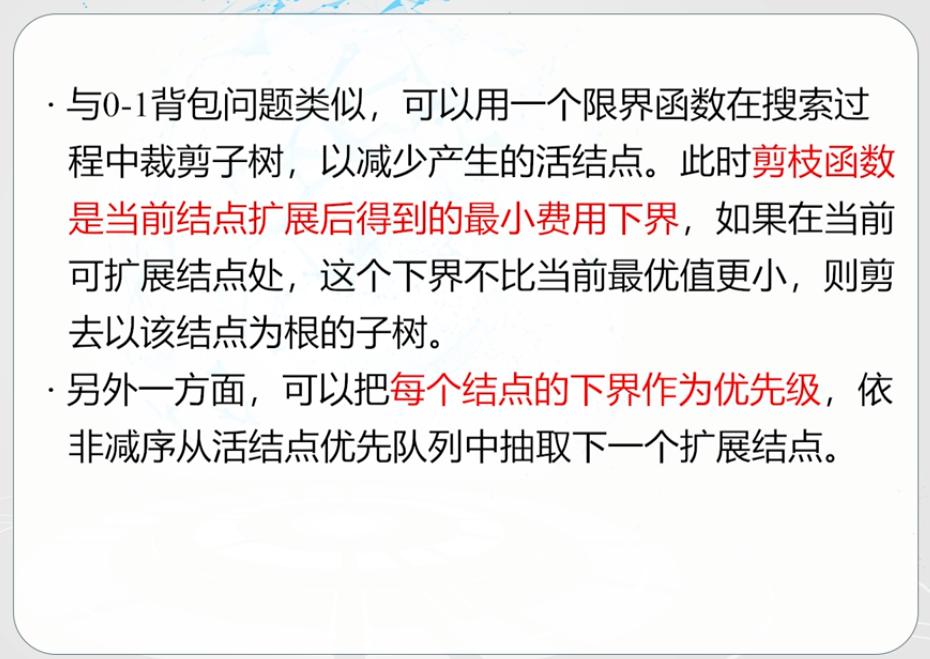 · 与0-1背包问题类似，可以用一个限界函数在搜索过
程中裁剪子树，以减少产生的活结点。此时剪枝函数
是当前结点扩展后得到的最小费用下界，如果在当前
可扩展结点处，这个下界不比当前最优值更小，则剪
去以该结点为根的子树。
· 另外一方面，可以把每个结点的下界作为优先级，依
非减序从活结点优先队列中抽取下一个扩展结点。